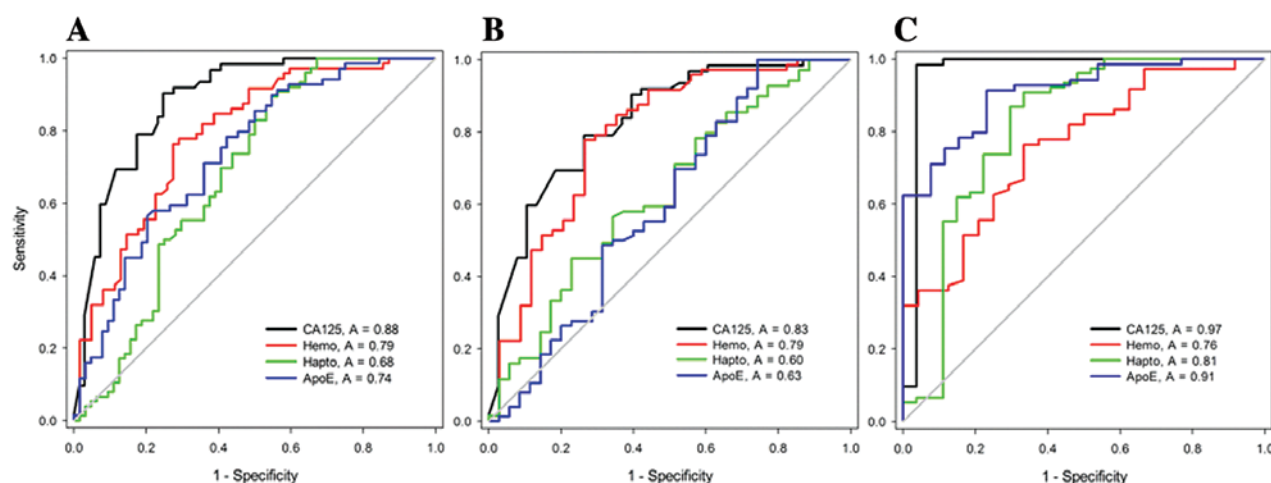 A
B
C
Sensitivity
1.0
0.8
0.6
0.4
0.2
0.0
CA125, A = 0.88
Hemo, A = 0.79
Hapto, A = 0.68
ApoE, A = 0.74
0.0 0.2 0.4 0.6 0.8 1.0
1 - Specificity
1.0
0.8
0.6
0.4
0.2
0.0
CA125, A = 0.83
Hemo, A = 0.79
Hapto, A = 0.60
ApoE, A = 0.63
0.0 0.2 0.4 0.6 0.8 1.0
1 - Specificity
1.0
0.8
0.6
0.4
0.2
0.0
CA125, A = 0.97
Hemo, A = 0.76
Hapto, A = 0.81
ApoE, A = 0.91
0.0 0.2 0.4 0.6 0.8 1.0
1 - Specificity